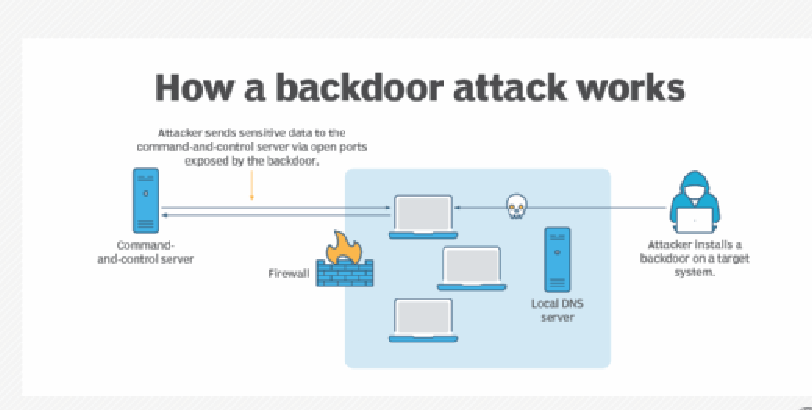 How a backdoor attack works
Attacker sends sensitive data to the
command-and-control server via open ports
exposed by the backdoor.
Command-
and-control server
Firewall
Local DNS
server
Attacker installs a
backdoor on a target
system.